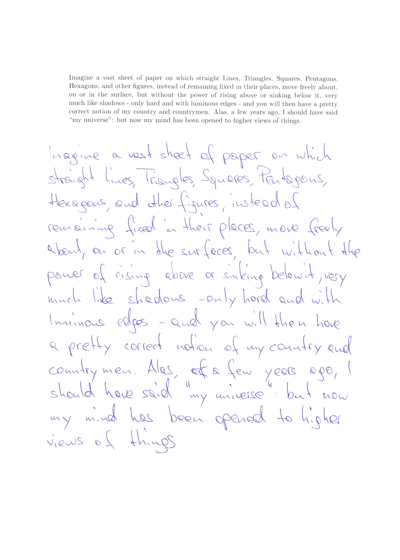 Imagine a vast sheet of paper on which straight Lines, Triangles, Squares, Pentagons,
Hexagons, and other figures, instead of remaining fixed in their places, move freely about,
on or in the surface, but without the power of rising above or sinking below it, very
much like shadows - only hard and with luminous edges - and you will then have a pretty
correct notion of my country and countrymen. Alas, a few years ago, I should have said
"my universe": but now my mind has been opened to higher views of things.
Imagine a vast sheet of paper on which
straight Lines, Triangles, Squares, Pentagons,
Hexagons, and other figures, instead of
remaining fixed in their places, move freely
about, on or in the surfaces, but without the
power of rising above or sinking below it, very
much like shadows - only hard and with
luminous edges - and you will then have
a pretty correct notion of my country and
countrymen. Alas, a few years ago, I
should have said "my universe": but now
my mind has been opened to higher
views of things